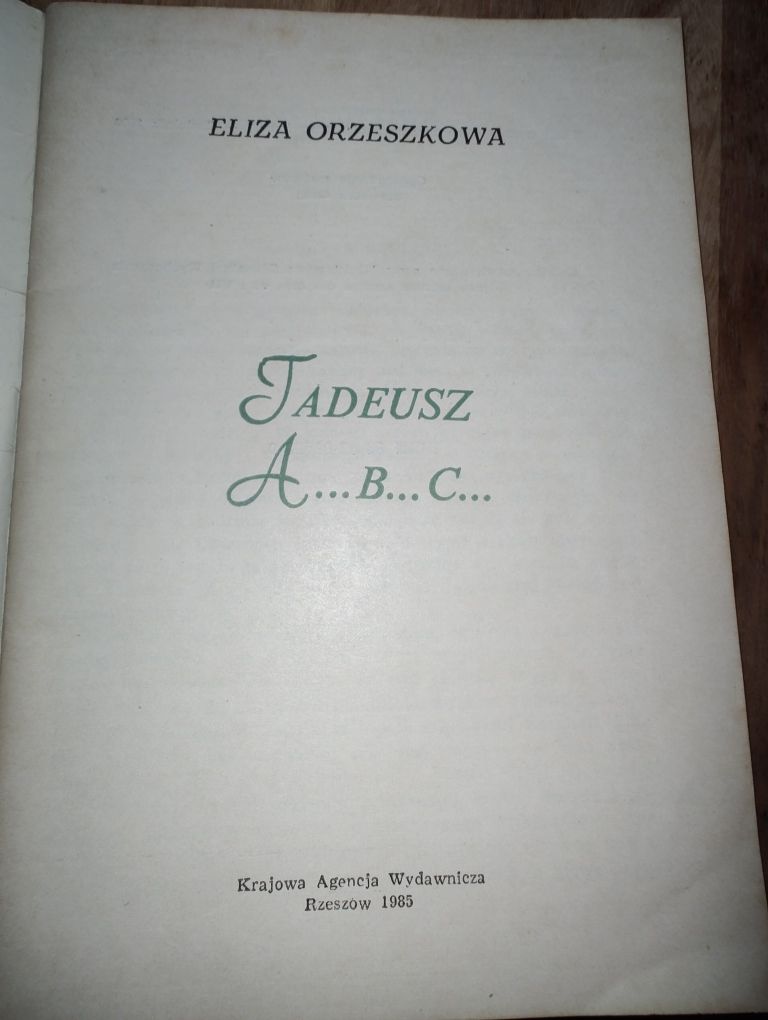 ELIZA ORZESZKOWA
TADEUSZ
A...B...C...
Krajowa Agencja Wydawnicza
Rzeszów 1985